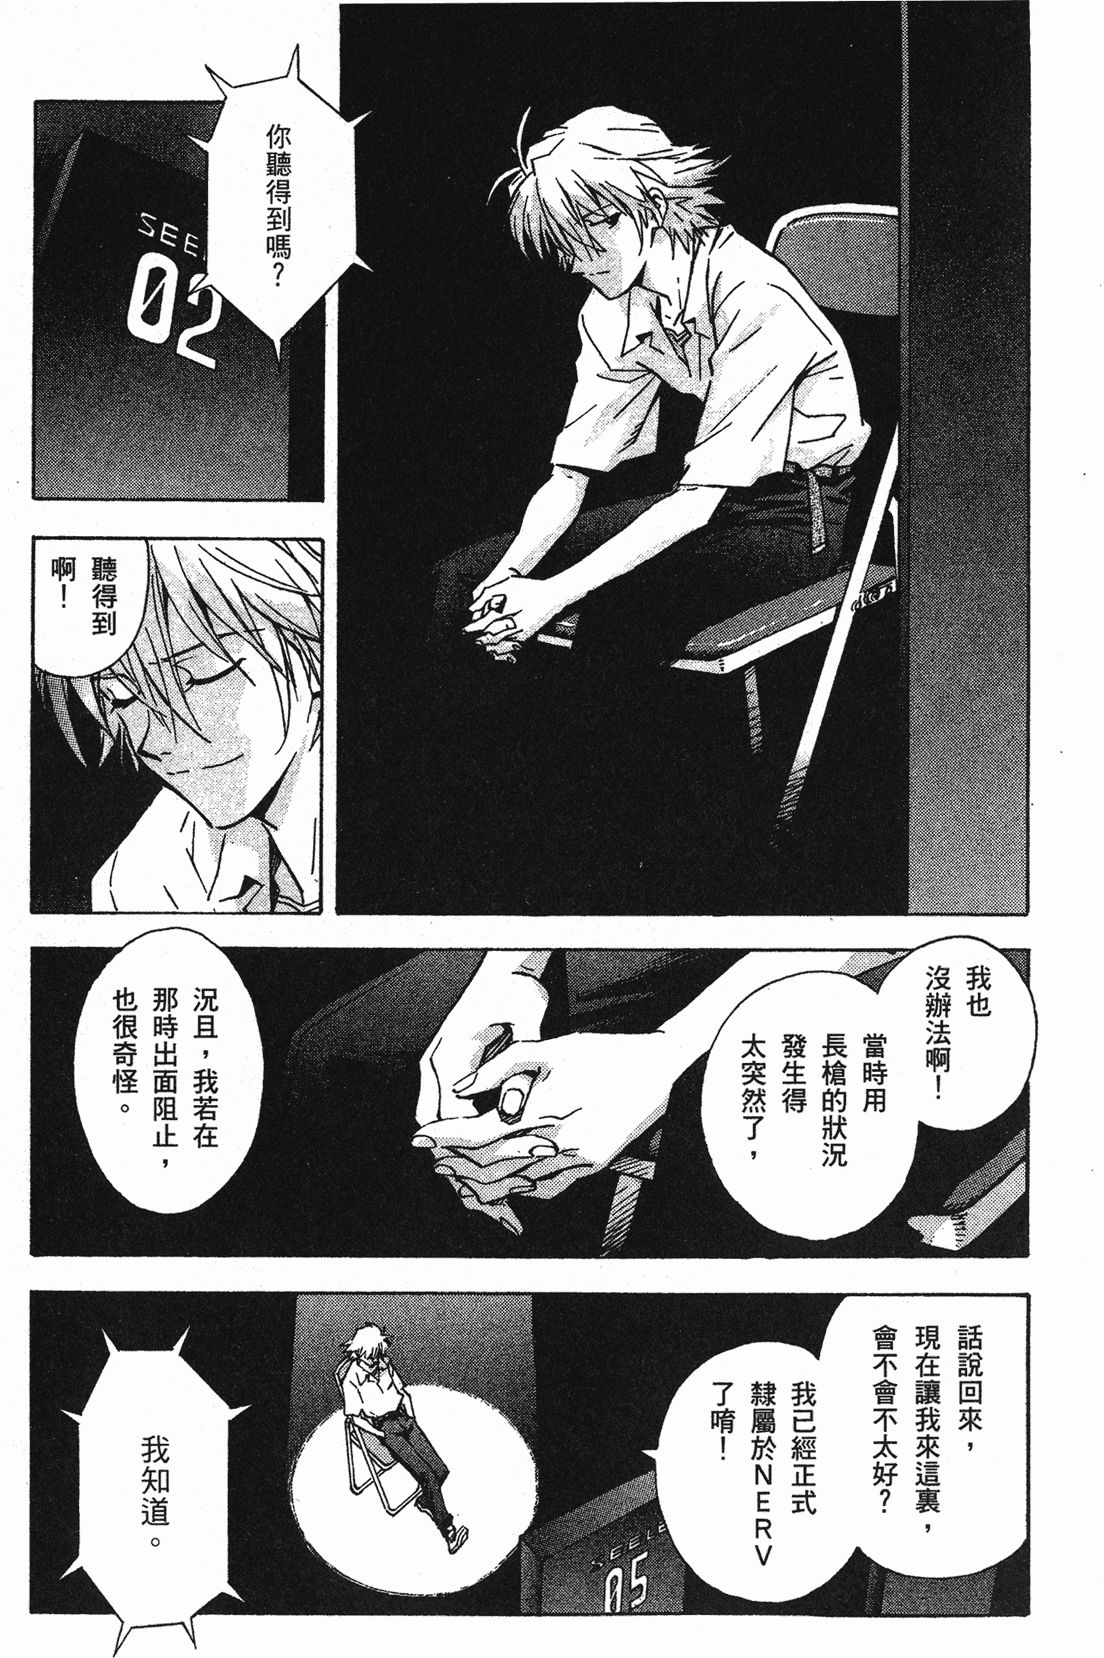 你聽得到嗎？
SEE
02
聽得到
啊！
我也
沒辦法啊！
當時用
長槍的狀況
發生得
太突然了，
況且，我若在
那時出面阻止，
也很奇怪。
話說回來，
現在讓我來這裏，
會不會不太好？
我已經正式
隸屬於NERV
了唷！
SEELE
05
我知道。